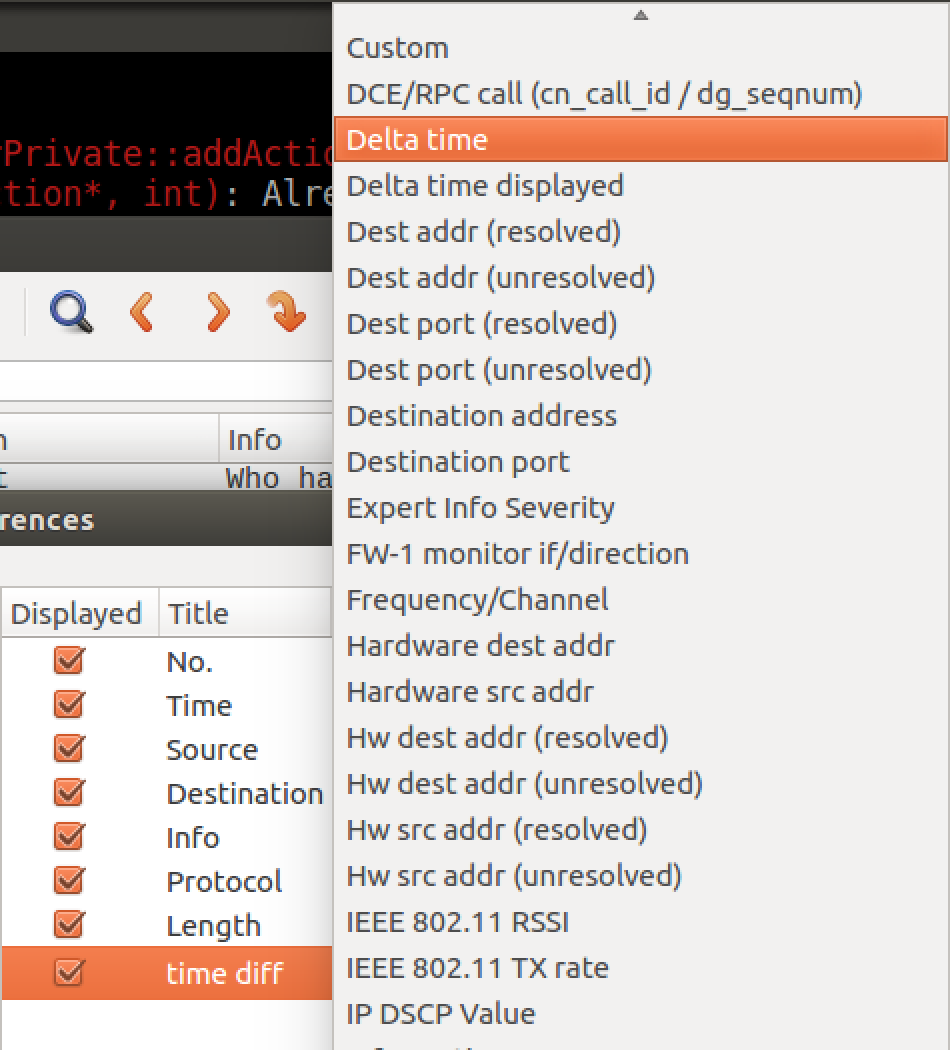 Custom
DCE/RPC call (cn_call_id / dg_seqnum)
Delta time
Delta time displayed
Dest addr (resolved)
Dest addr (unresolved)
Dest port (resolved)
Dest port (unresolved)
Destination address
Destination port
Expert Info Severity
FW-1 monitor if/direction
Frequency/Channel
Hardware dest addr
Hardware src addr
Hw dest addr (resolved)
Hw dest addr (unresolved)
Hw src addr (resolved)
Hw src addr (unresolved)
IEEE 802.11 RSSI
IEEE 802.11 TX rate
IP DSCP Value
rPrivate::addActio
tion*, int): Alre
Info
Who ha
rences
Displayed Title
No.
Time
Source
Destination
Info
Protocol
Length
time diff